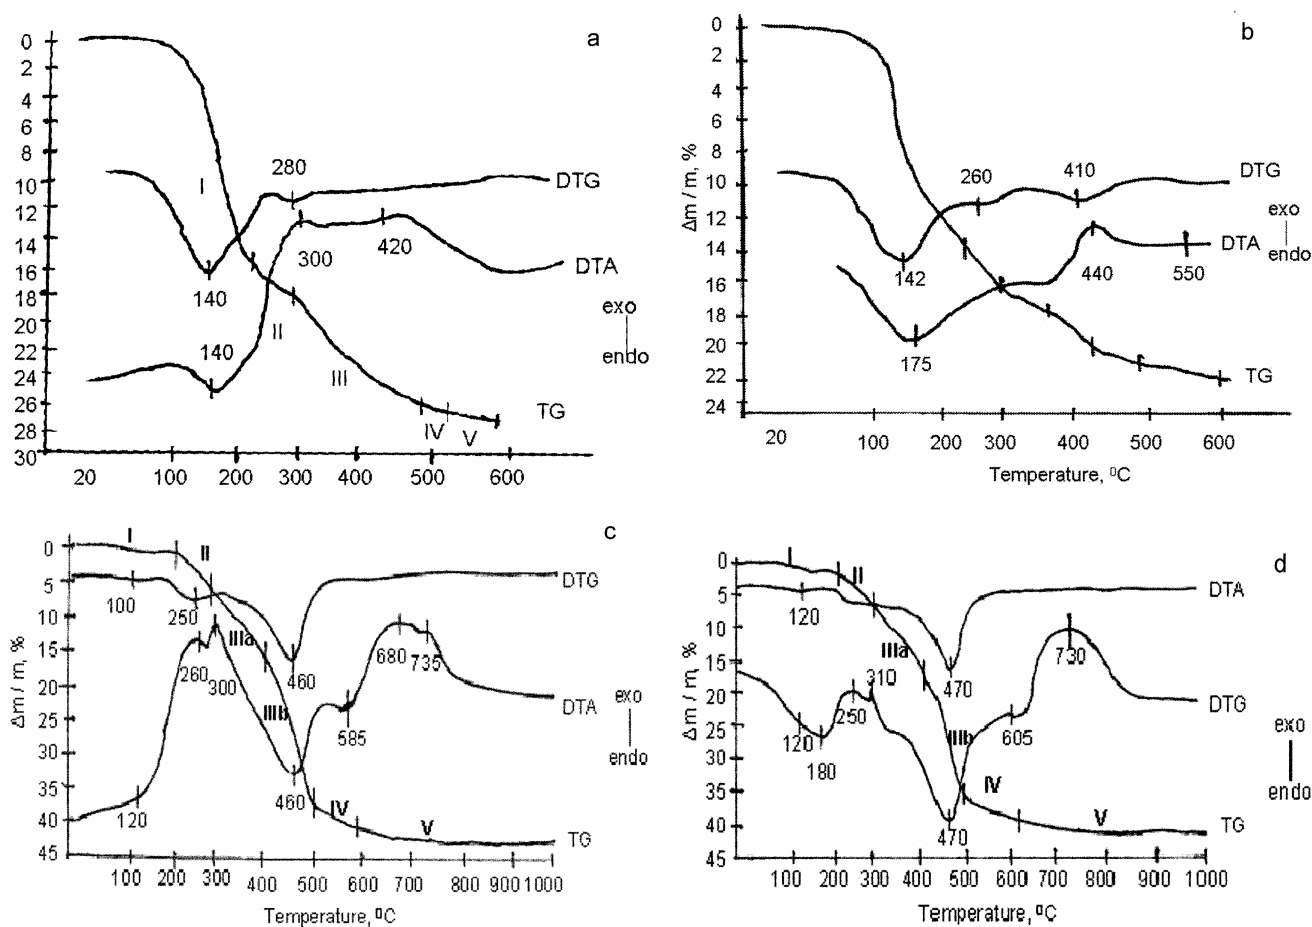 a
0
2
4
6
8
10
12
14
16
18
20
22
24
26
28
30
280
I
DTG
140
300
420
DTA
exo
endo
140
II
III
TG
IV
V
20 100 200 300 400 500 600
b
0
2
4
6
8
10
12
14
16
18
20
22
24
Δm / m, %
260
410
DTG
exo
endo
DTA
142
440
550
175
TG
20 100 200 300 400 500 600
Temperature, ⁰C
c
I
II
0
5
10
15
20
25
30
35
40
45
Δm / m, %
DTG
100
250
IIIa
260
300
460
680
735
IIIb
585
DTA
exo
endo
120
460
IV
V
TG
100 200 300 400 500 600 700 800 900 1000
Temperature, ⁰C
d
I
II
0
5
10
15
20
25
30
35
40
45
Δm / m, %
DTA
120
IIIa
310
470
730
250
DTG
120
180
IIIb
605
exo
endo
IV
V
470
TG
100 200 300 400 500 600 700 800 1000
Temperature, ⁰C